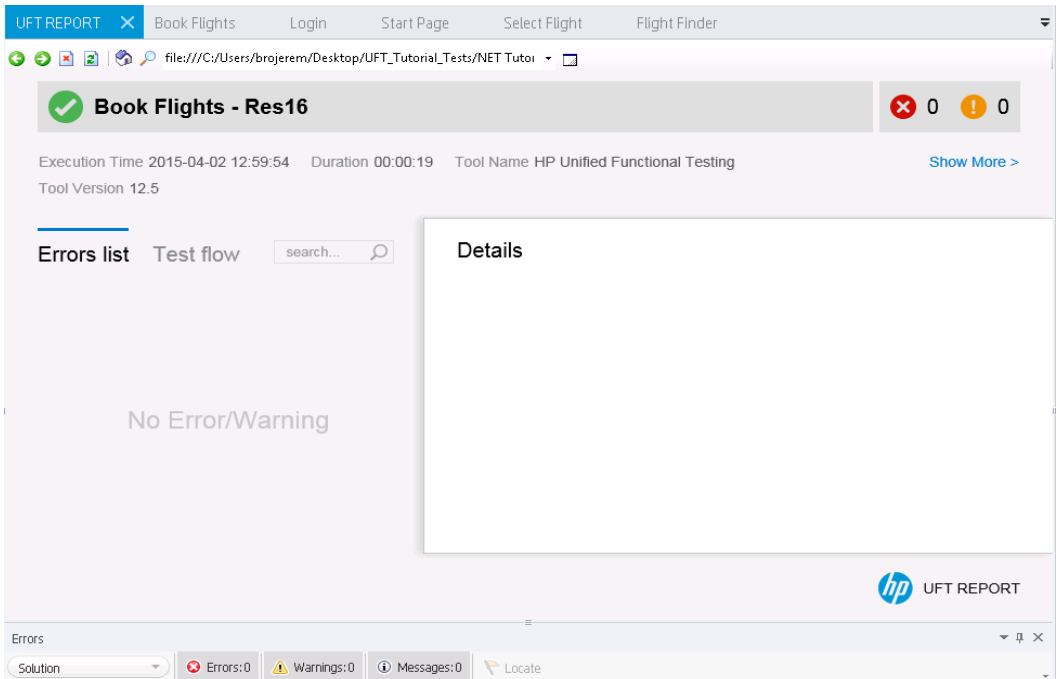 UFT REPORT Book Flights Login Start Page Select Flight Flight Finder
file:///C:/Users/brojerem/Desktop/UFT_Tutorial_Tests/NET Tutor
Book Flights - Res16 0 0
Execution Time 2015-04-02 12:59:54 Duration 00:00:19 Tool Name HP Unified Functional Testing Show More >
Tool Version 12.5
Errors list Test flow search... Details
No Error/Warning
hp UFT REPORT
Errors
Solution Errors:0 Warnings:0 Messages:0 Locate